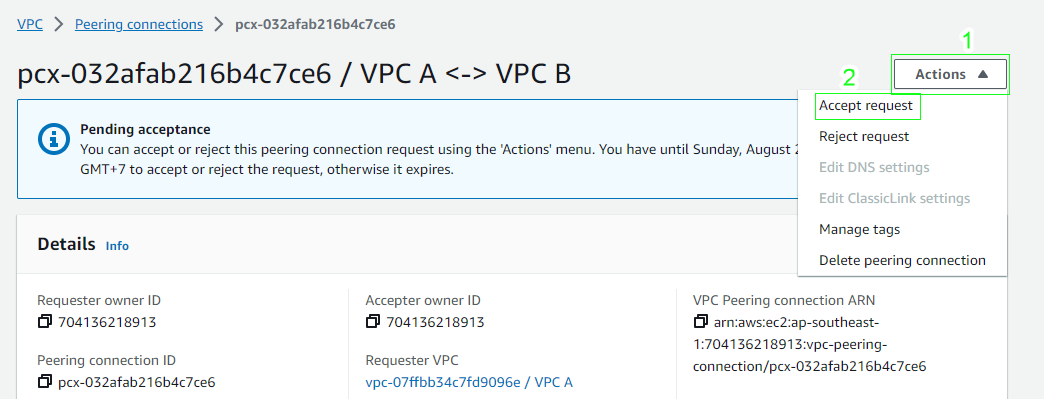 VPC > Peering connections > pcx-032afab216b4c7ce6
1
pcx-032afab216b4c7ce6 / VPC A <-> VPC B
Actions
2
Accept request
Reject request
Edit DNS settings
Edit ClassicLink settings
Manage tags
Delete peering connection
Pending acceptance
You can accept or reject this peering connection request using the 'Actions' menu. You have until Sunday, August
GMT+7 to accept or reject the request, otherwise it expires.
Details Info
Requester owner ID
704136218913
Accepter owner ID
704136218913
VPC Peering connection ARN
arn:aws:ec2:ap-southeast-
1:704136218913:vpc-peering-
connection/pcx-032afab216b4c7ce6
Peering connection ID
pcx-032afab216b4c7ce6
Requester VPC
vpc-07ffbb34c7fd9096e / VPC A